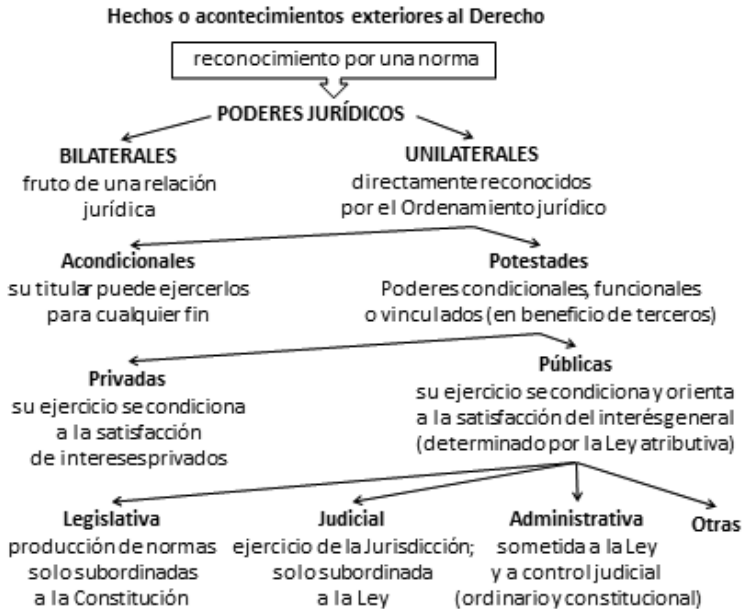 Hechos o acontecimientos exteriores al Derecho
reconocimiento por una norma
PODERES JURÍDICOS
BILATERALES
fruto de una relación
jurídica
UNILATERALES
directamente reconocidos
por el Ordenamiento jurídico
Acondicionales
su titular puede ejercerlos
para cualquier fin
Potestades
Poderes condicionales, funcionales
o vinculados (en beneficio de terceros)
Privadas
su ejercicio se condiciona
a la satisfacción
de intereses privados
Públicas
su ejercicio se condiciona y orienta
a la satisfacción del interés general
(determinado por la Ley atributiva)
Legislativa
producción de normas
solo subordinadas
a la Constitución
Judicial
ejercicio de la Jurisdicción;
solo subordinada
a la Ley
Administrativa
sometida a la Ley
y a control judicial
(ordinario y constitucional)
Otras